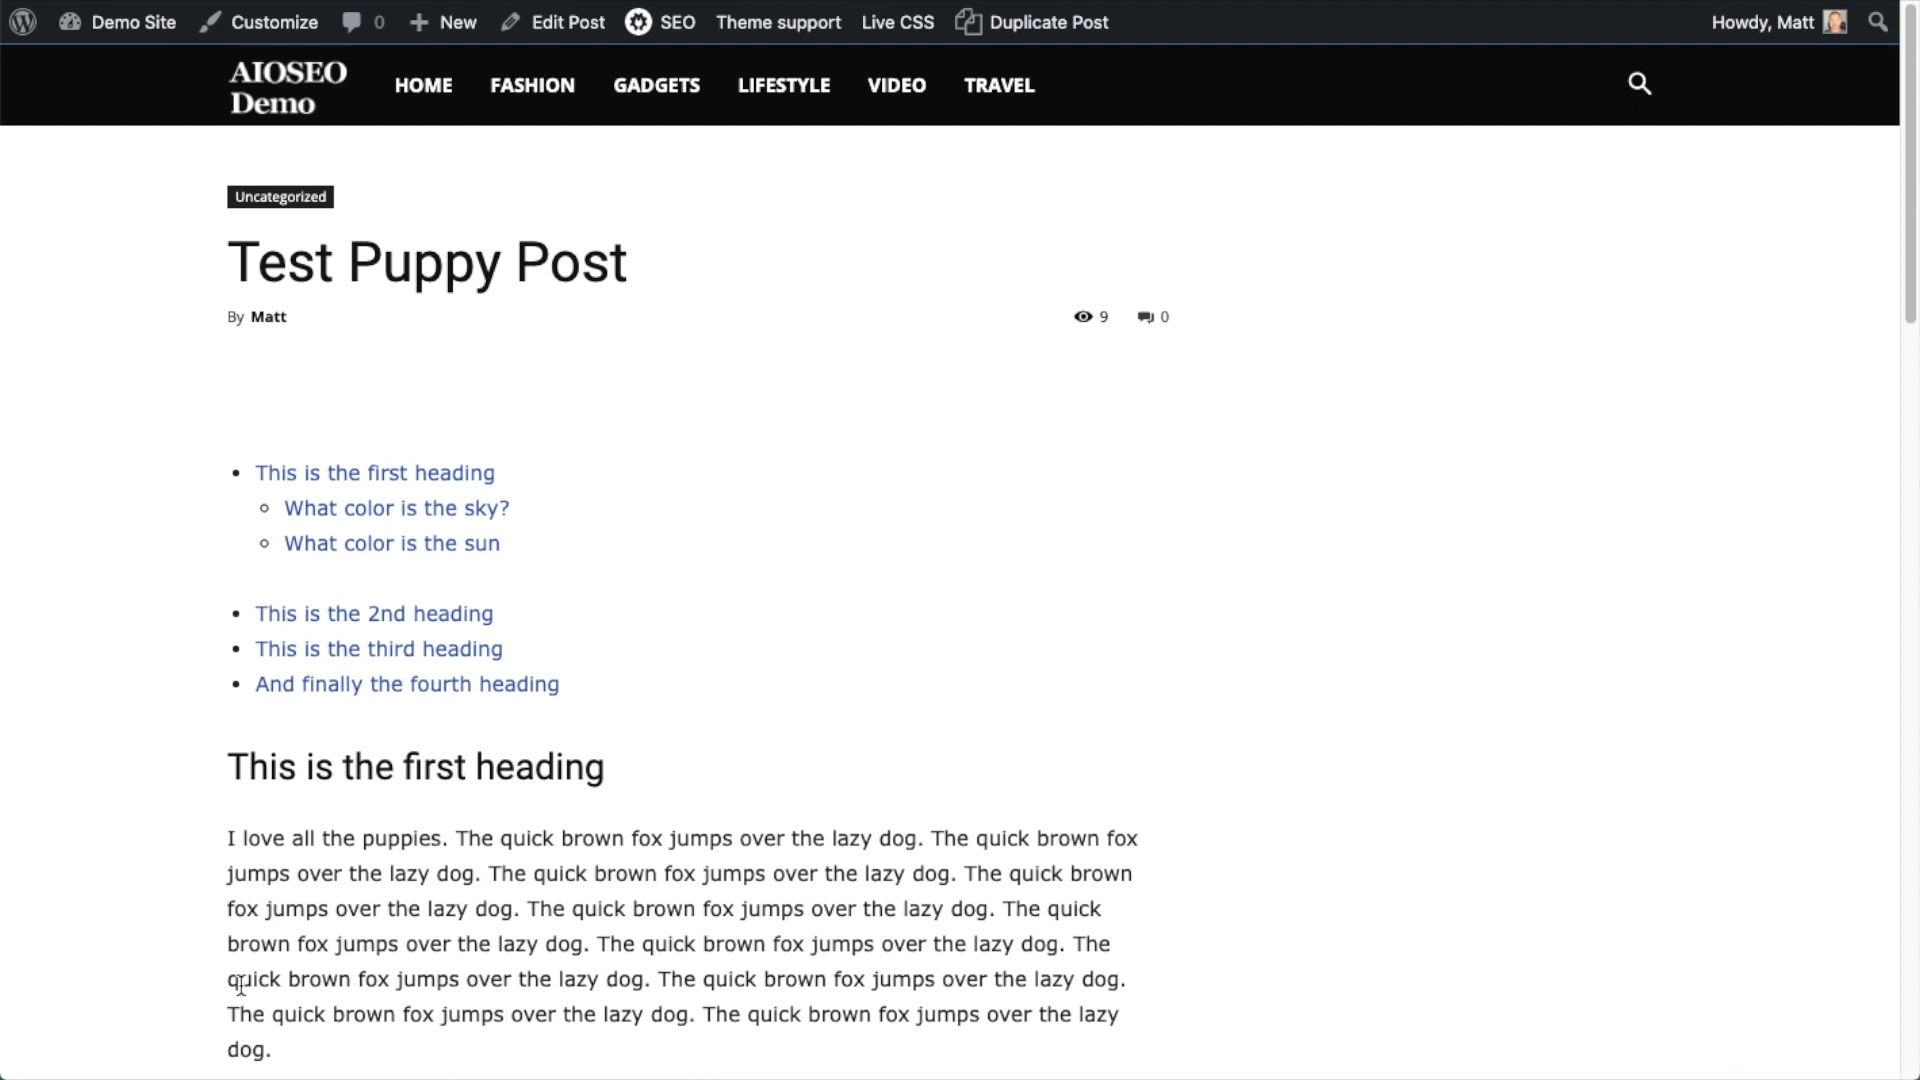 Demo Site Customize 0 New Edit Post SEO Theme support Live CSS Duplicate Post Howdy, Matt
AIOSEO
Demo
HOME FASHION GADGETS LIFESTYLE VIDEO TRAVEL
Uncategorized
Test Puppy Post
By Matt 9 0
This is the first heading
What color is the sky?
What color is the sun
This is the 2nd heading
This is the third heading
And finally the fourth heading
This is the first heading
I love all the puppies. The quick brown fox jumps over the lazy dog. The quick brown fox
jumps over the lazy dog. The quick brown fox jumps over the lazy dog. The quick brown
fox jumps over the lazy dog. The quick brown fox jumps over the lazy dog. The quick
brown fox jumps over the lazy dog. The quick brown fox jumps over the lazy dog. The
quick brown fox jumps over the lazy dog. The quick brown fox jumps over the lazy dog.
The quick brown fox jumps over the lazy dog. The quick brown fox jumps over the lazy
dog.